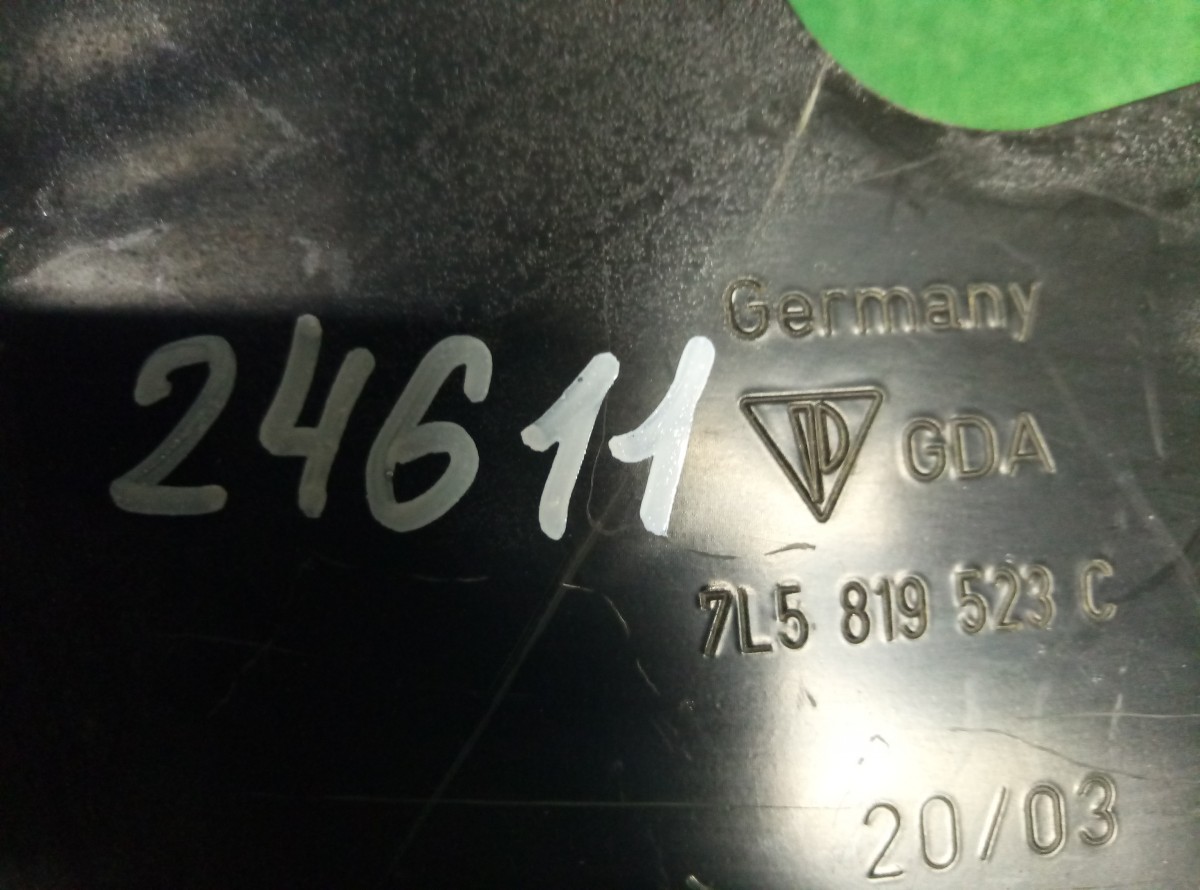 24611
Germany
GDA
7L5 819 523 C
20/03